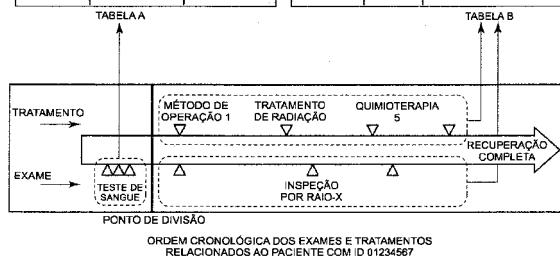 TABELA A
TABELA B
TRATAMENTO
MÉTODO DE
OPERAÇÃO 1
TRATAMENTO
DE RADIAÇÃO
QUIMIOTERAPIA
5
RECUPERAÇÃO
COMPLETA
EXAME
TESTE DE
SANGUE
INSPEÇÃO
POR RAIO-X
PONTO DE DIVISÃO
ORDEM CRONOLÓGICA DOS EXAMES E TRATAMENTOS
RELACIONADOS AO PACIENTE COM ID 01234567